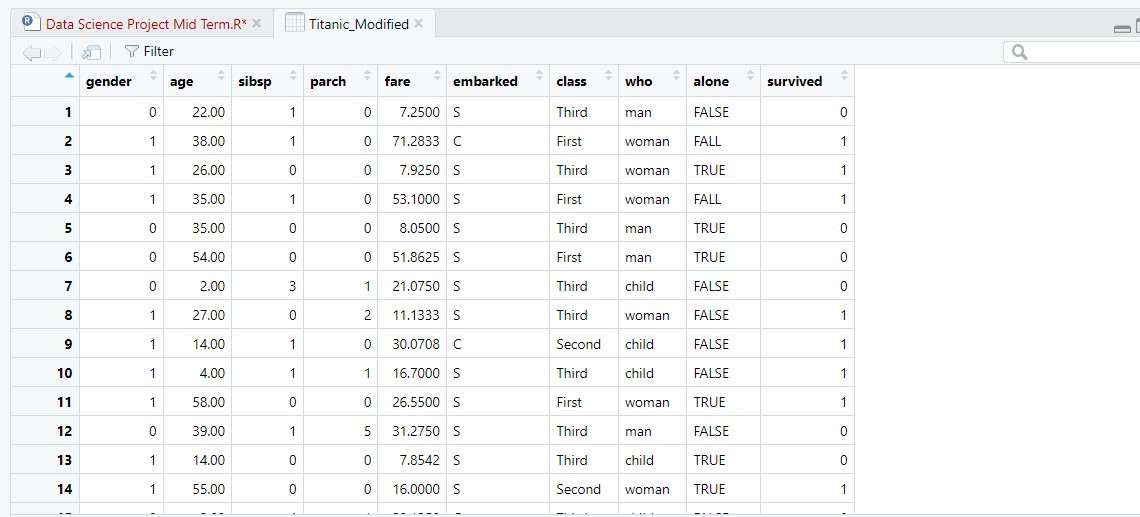 R Data Science Project Mid Term.R* × Titanic_Modified ×
Filter
gender age sibsp parch fare embarked class who alone survived
1 0 22.00 1 0 7.2500 S Third man FALSE 0
2 1 38.00 1 0 71.2833 C First woman FALL 1
3 1 26.00 0 0 7.9250 S Third woman TRUE 1
4 1 35.00 1 0 53.1000 S First woman FALL 1
5 0 35.00 0 0 8.0500 S Third man TRUE 0
6 0 54.00 0 0 51.8625 S First man TRUE 0
7 0 2.00 3 1 21.0750 S Third child FALSE 0
8 1 27.00 0 2 11.1333 S Third woman FALSE 1
9 1 14.00 1 0 30.0708 C Second child FALSE 1
10 1 4.00 1 1 16.7000 S Third child FALSE 1
11 1 58.00 0 0 26.5500 S First woman TRUE 1
12 0 39.00 1 5 31.2750 S Third man FALSE 0
13 1 14.00 0 0 7.8542 S Third child TRUE 0
14 1 55.00 0 0 16.0000 S Second woman TRUE 1